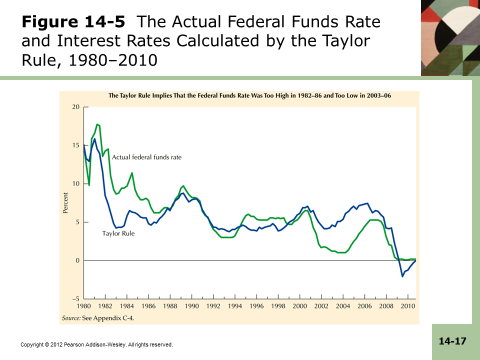 Figure 14-5 The Actual Federal Funds Rate
and Interest Rates Calculated by the Taylor
Rule, 1980–2010
The Taylor Rule Implies That the Federal Funds Rate Was Too High in 1982–86 and Too Low in 2003–06
20
15
Actual federal funds rate
10
Percent
5
Taylor Rule
0
–5
1980 1982 1984 1986 1988 1990 1992 1994 1996 1998 2000 2002 2004 2006 2008 2010
Source: See Appendix C-4.
Copyright © 2012 Pearson Addison-Wesley. All rights reserved.
14-17